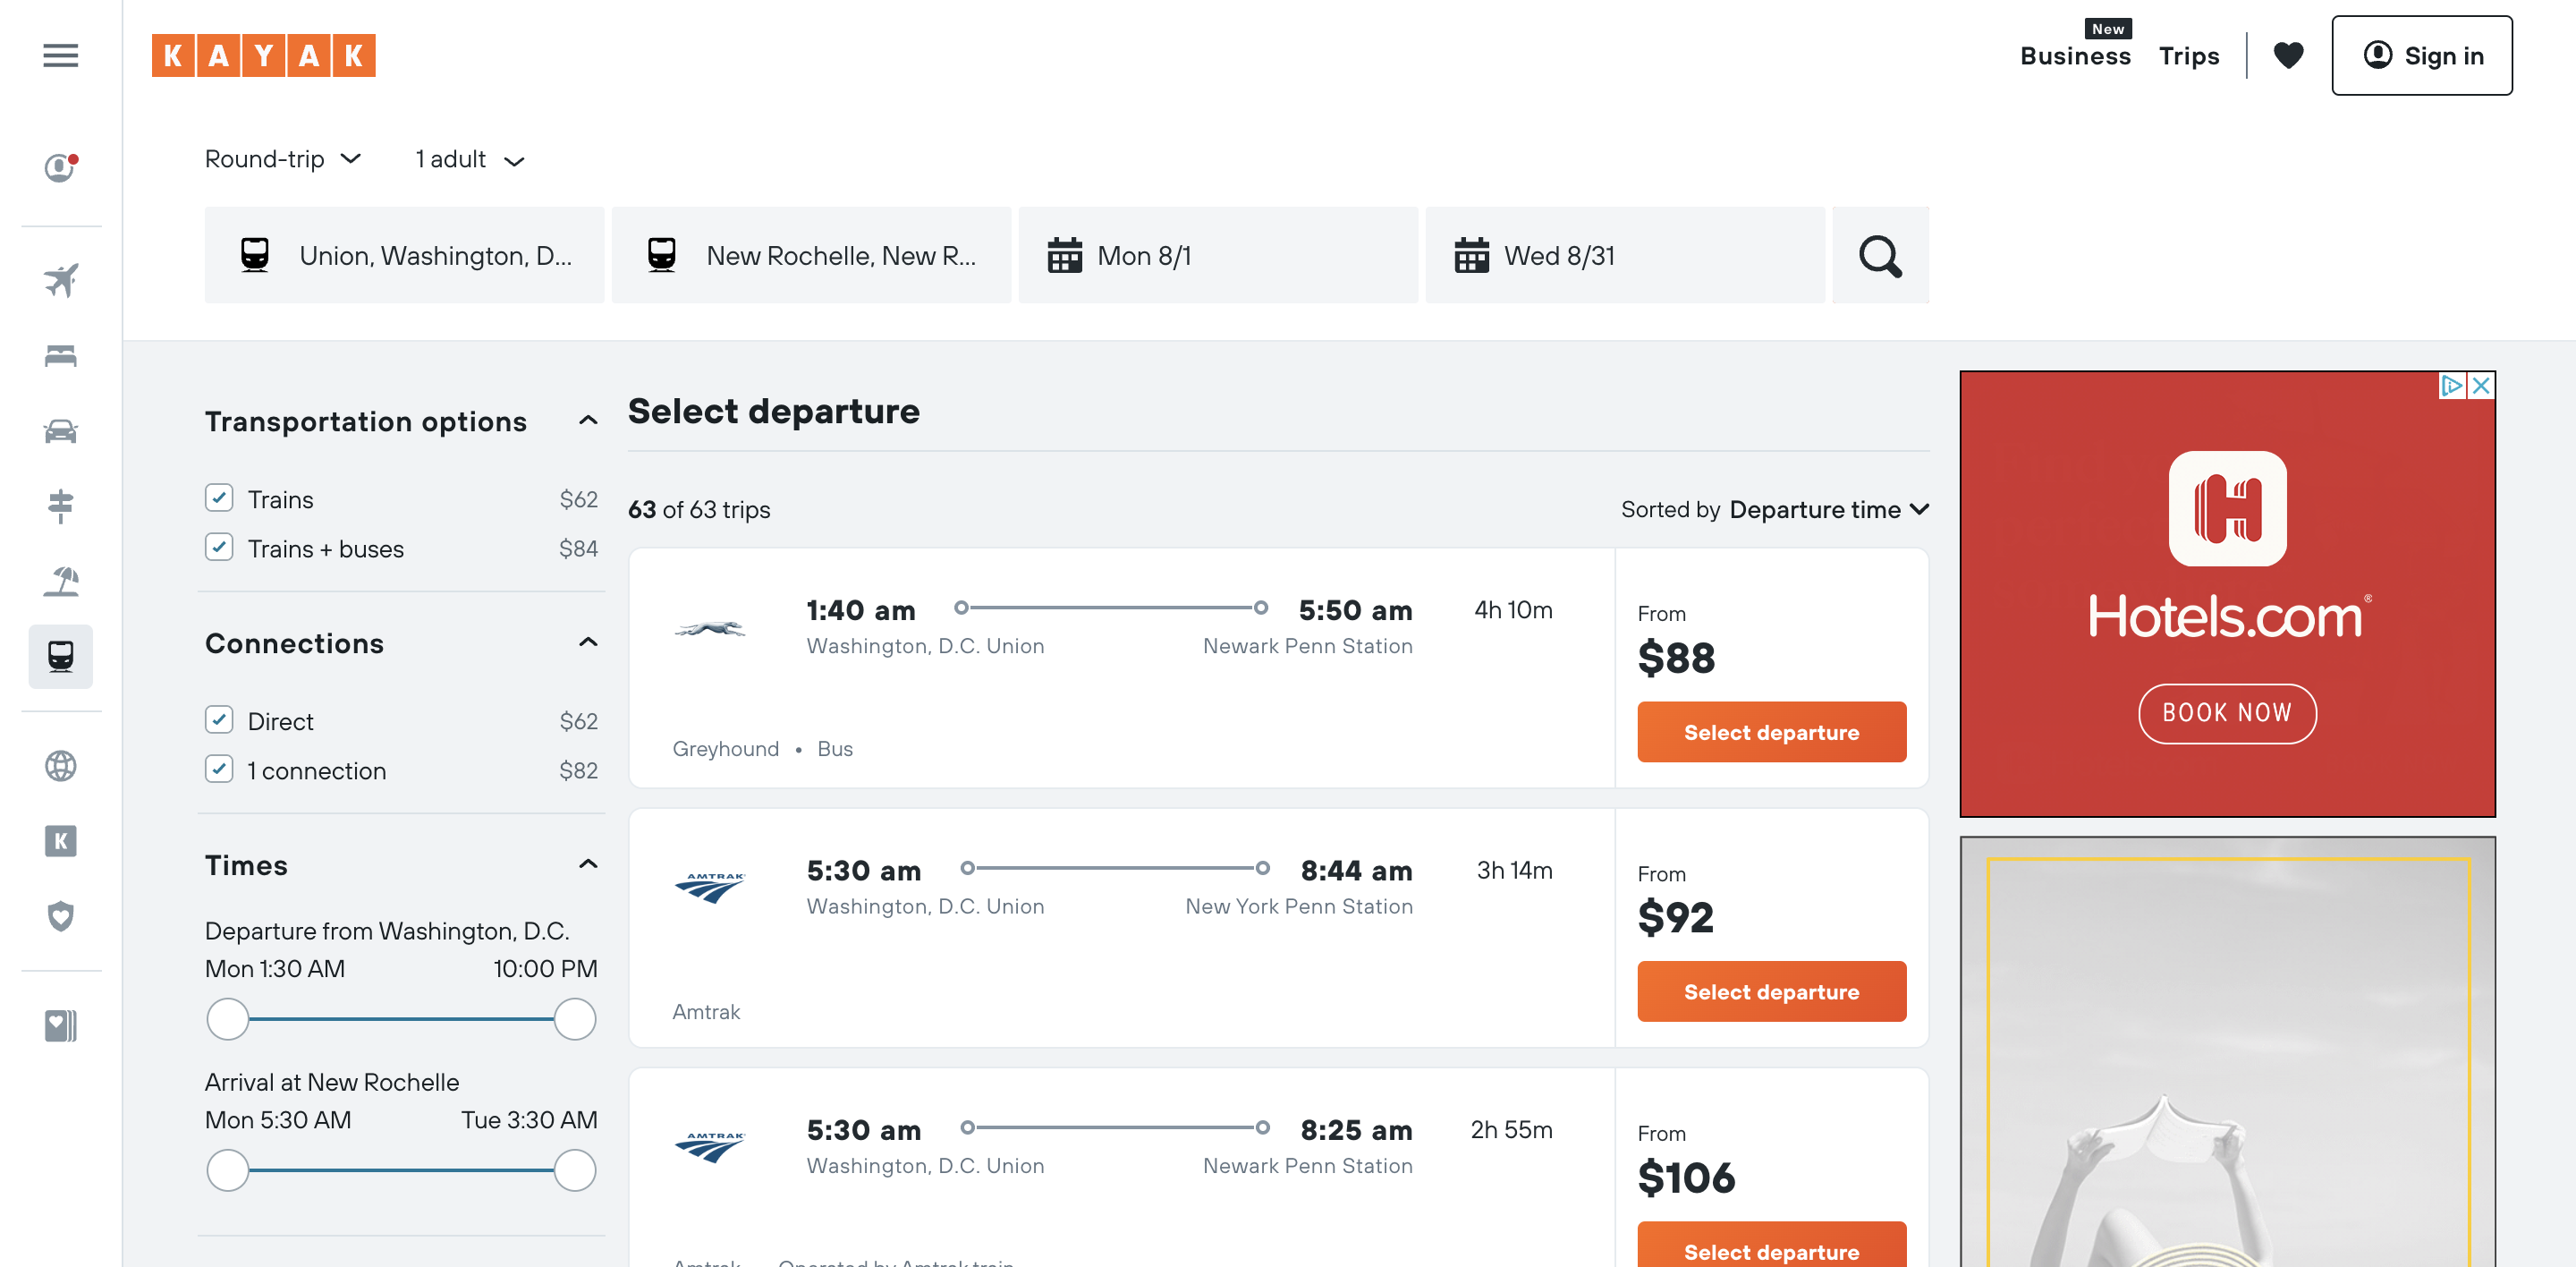 KAYAK
New
Business
Trips
Sign in
Round-trip
1 adult
Union, Washington, D...
New Rochelle, New R...
Mon 8/1
Wed 8/31
Transportation options
Trains $62
Trains + buses $84
Connections
Direct $62
1 connection $82
Times
Departure from Washington, D.C.
Mon 1:30 AM 10:00 PM
Arrival at New Rochelle
Mon 5:30 AM Tue 3:30 AM
K
Select departure
63 of 63 trips
Sorted by Departure time
1:40 am 5:50 am 4h 10m
Washington, D.C. Union Newark Penn Station
Greyhound • Bus
From
$88
Select departure
AMTRAK
5:30 am 8:44 am 3h 14m
Washington, D.C. Union New York Penn Station
Amtrak
From
$92
Select departure
AMTRAK
5:30 am 8:25 am 2h 55m
Washington, D.C. Union Newark Penn Station
Amtrak Operated by Amtrak train
From
$106
Select departure
H
Hotels.com®
BOOK NOW